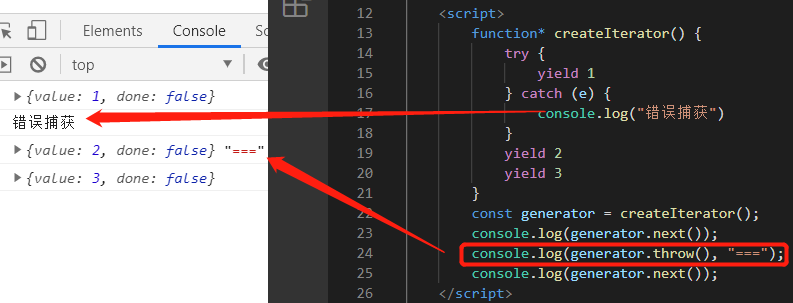 Elements
Console
top
{value: 1, done: false}
错误捕获
{value: 2, done: false} "==="
{value: 3, done: false}
12 <script>
13 function* createIterator() {
14 try {
15 yield 1
16 } catch (e) {
17 console.log("错误捕获")
18 }
19 yield 2
20 yield 3
21 }
22 const generator = createIterator();
23 console.log(generator.next());
24 console.log(generator.throw(), "===");
25 console.log(generator.next());
26 </script>